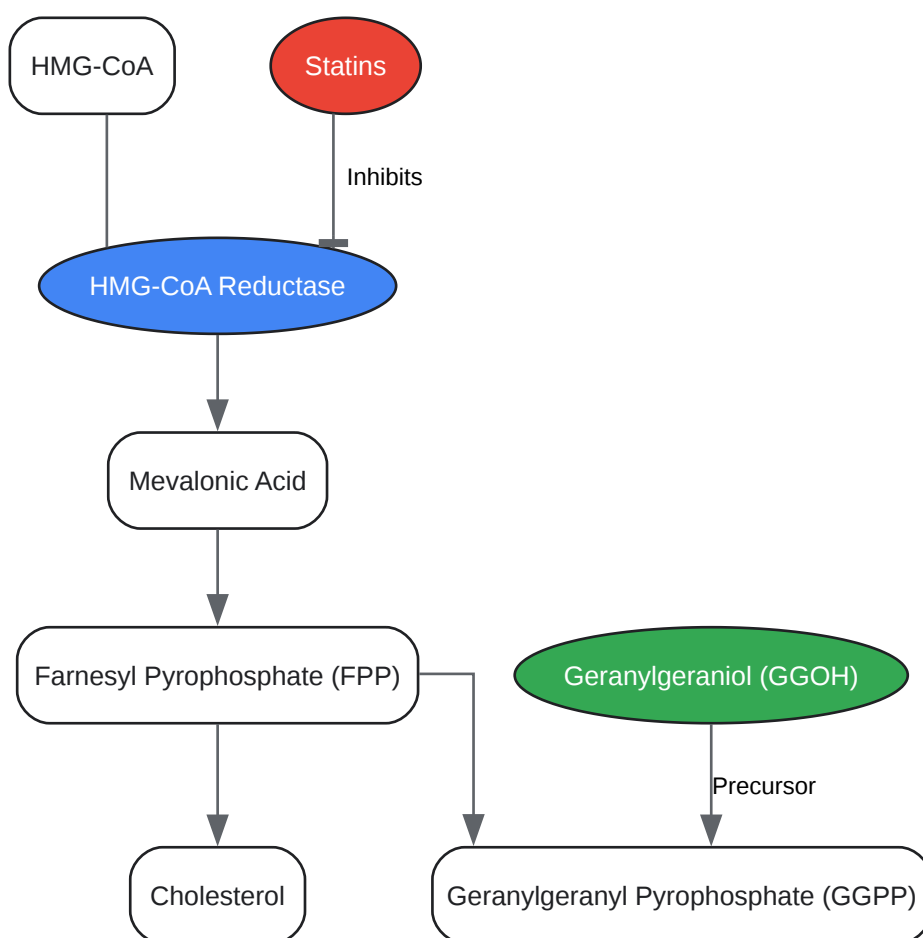 HMG-CoA
Statins
Inhibits
HMG-CoA Reductase
Mevalonic Acid
Farnesyl Pyrophosphate (FPP)
Geranylgeraniol (GGOH)
Precursor
Cholesterol
Geranylgeranyl Pyrophosphate (GGPP)